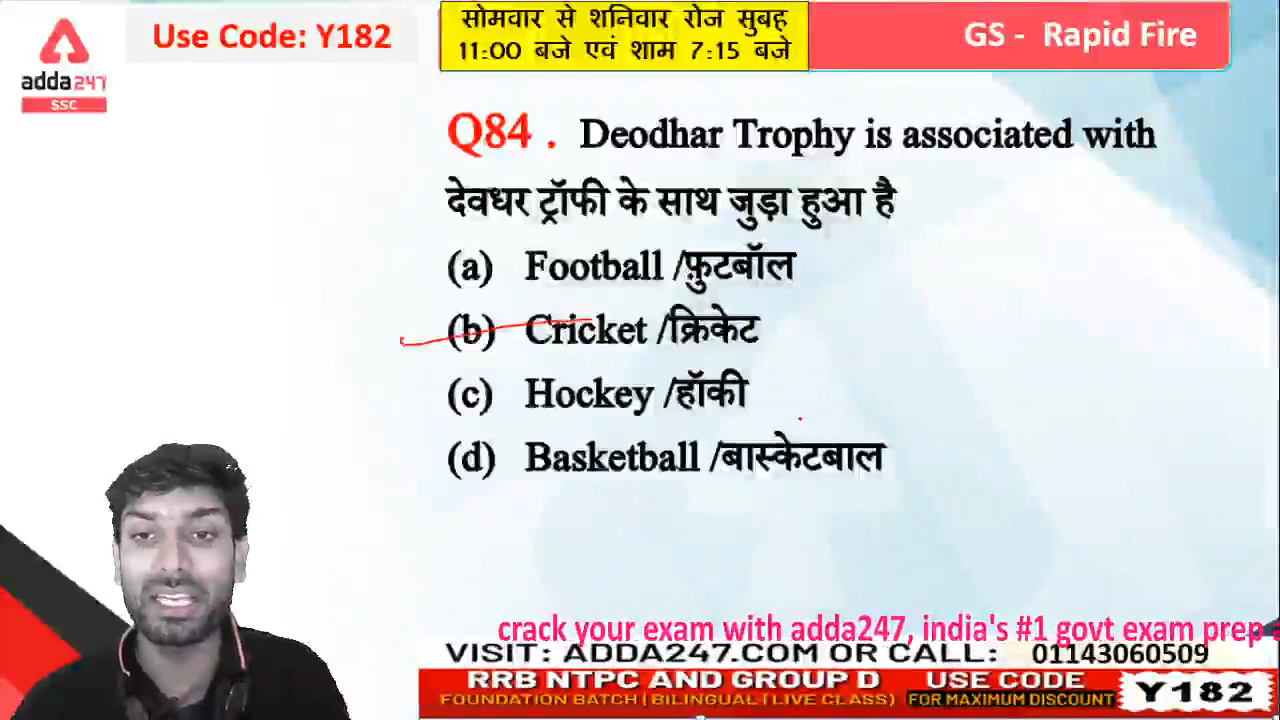 adda247
SSC
Use Code: Y182
सोमवार से शनिवार रोज सुबह
11:00 बजे एवं शाम 7:15 बजे
GS - Rapid Fire
Q84 . Deodhar Trophy is associated with
देवधर ट्रॉफी के साथ जुड़ा हुआ है
(a) Football /फ़ुटबॉल
(b) Cricket /क्रिकेट
(c) Hockey /हॉकी
(d) Basketball /बास्केटबाल
crack your exam with adda247, india's #1 govt exam prep
VISIT: ADDA247.COM OR CALL: 01143060509
RRB NTPC AND GROUP D
FOUNDATION BATCH (BILINGUAL (LIVE CLASS)
USE CODE
FOR MAXIMUM DISCOUNT
Y182